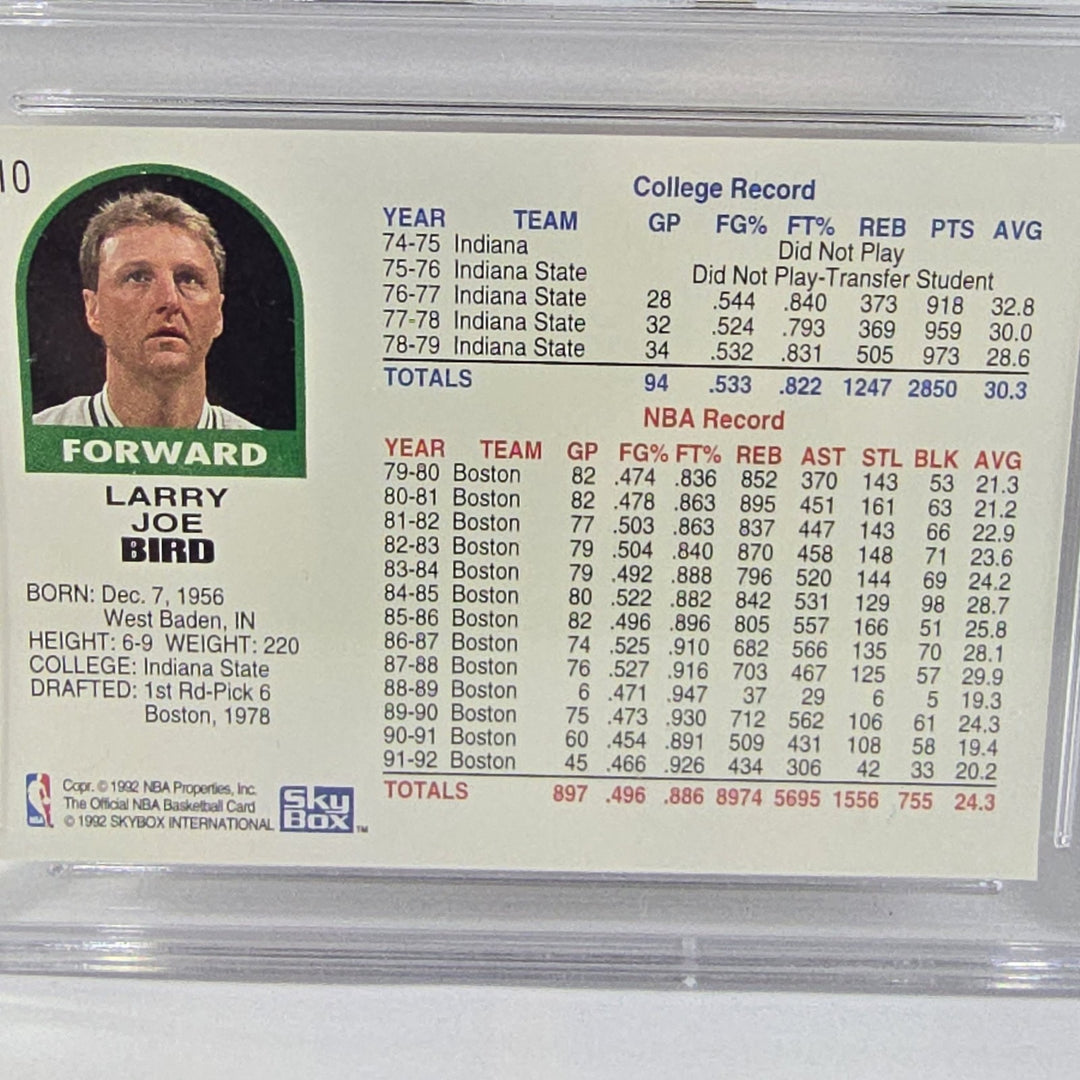 10
FORWARD
LARRY
JOE
BIRD
BORN: Dec. 7, 1956
West Baden, IN
HEIGHT: 6-9 WEIGHT: 220
COLLEGE: Indiana State
DRAFTED: 1st Rd-Pick 6
Boston, 1978
NBA
Copr. © 1992 NBA Properties, Inc.
The Official NBA Basketball Card
© 1992 SKYBOX INTERNATIONAL
Sky
BOX ™
College Record
YEAR TEAM GP FG% FT% REB PTS AVG
74-75 Indiana Did Not Play
75-76 Indiana State Did Not Play-Transfer Student
76-77 Indiana State 28 .544 .840 373 918 32.8
77-78 Indiana State 32 .524 .793 369 959 30.0
78-79 Indiana State 34 .532 .831 505 973 28.6
TOTALS 94 .533 .822 1247 2850 30.3
NBA Record
YEAR TEAM GP FG% FT% REB AST STL BLK AVG
79-80 Boston 82 .474 .836 852 370 143 53 21.3
80-81 Boston 82 .478 .863 895 451 161 63 21.2
81-82 Boston 77 .503 .863 837 447 143 66 22.9
82-83 Boston 79 .504 .840 870 458 148 71 23.6
83-84 Boston 79 .492 .888 796 520 144 69 24.2
84-85 Boston 80 .522 .882 842 531 129 98 28.7
85-86 Boston 82 .496 .896 805 557 166 51 25.8
86-87 Boston 74 .525 .910 682 566 135 70 28.1
87-88 Boston 76 .527 .916 703 467 125 57 29.9
88-89 Boston 6 .471 .947 37 29 6 5 19.3
89-90 Boston 75 .473 .930 712 562 106 61 24.3
90-91 Boston 60 .454 .891 509 431 108 58 19.4
91-92 Boston 45 .466 .926 434 306 42 33 20.2
TOTALS 897 .496 .886 8974 5695 1556 755 24.3